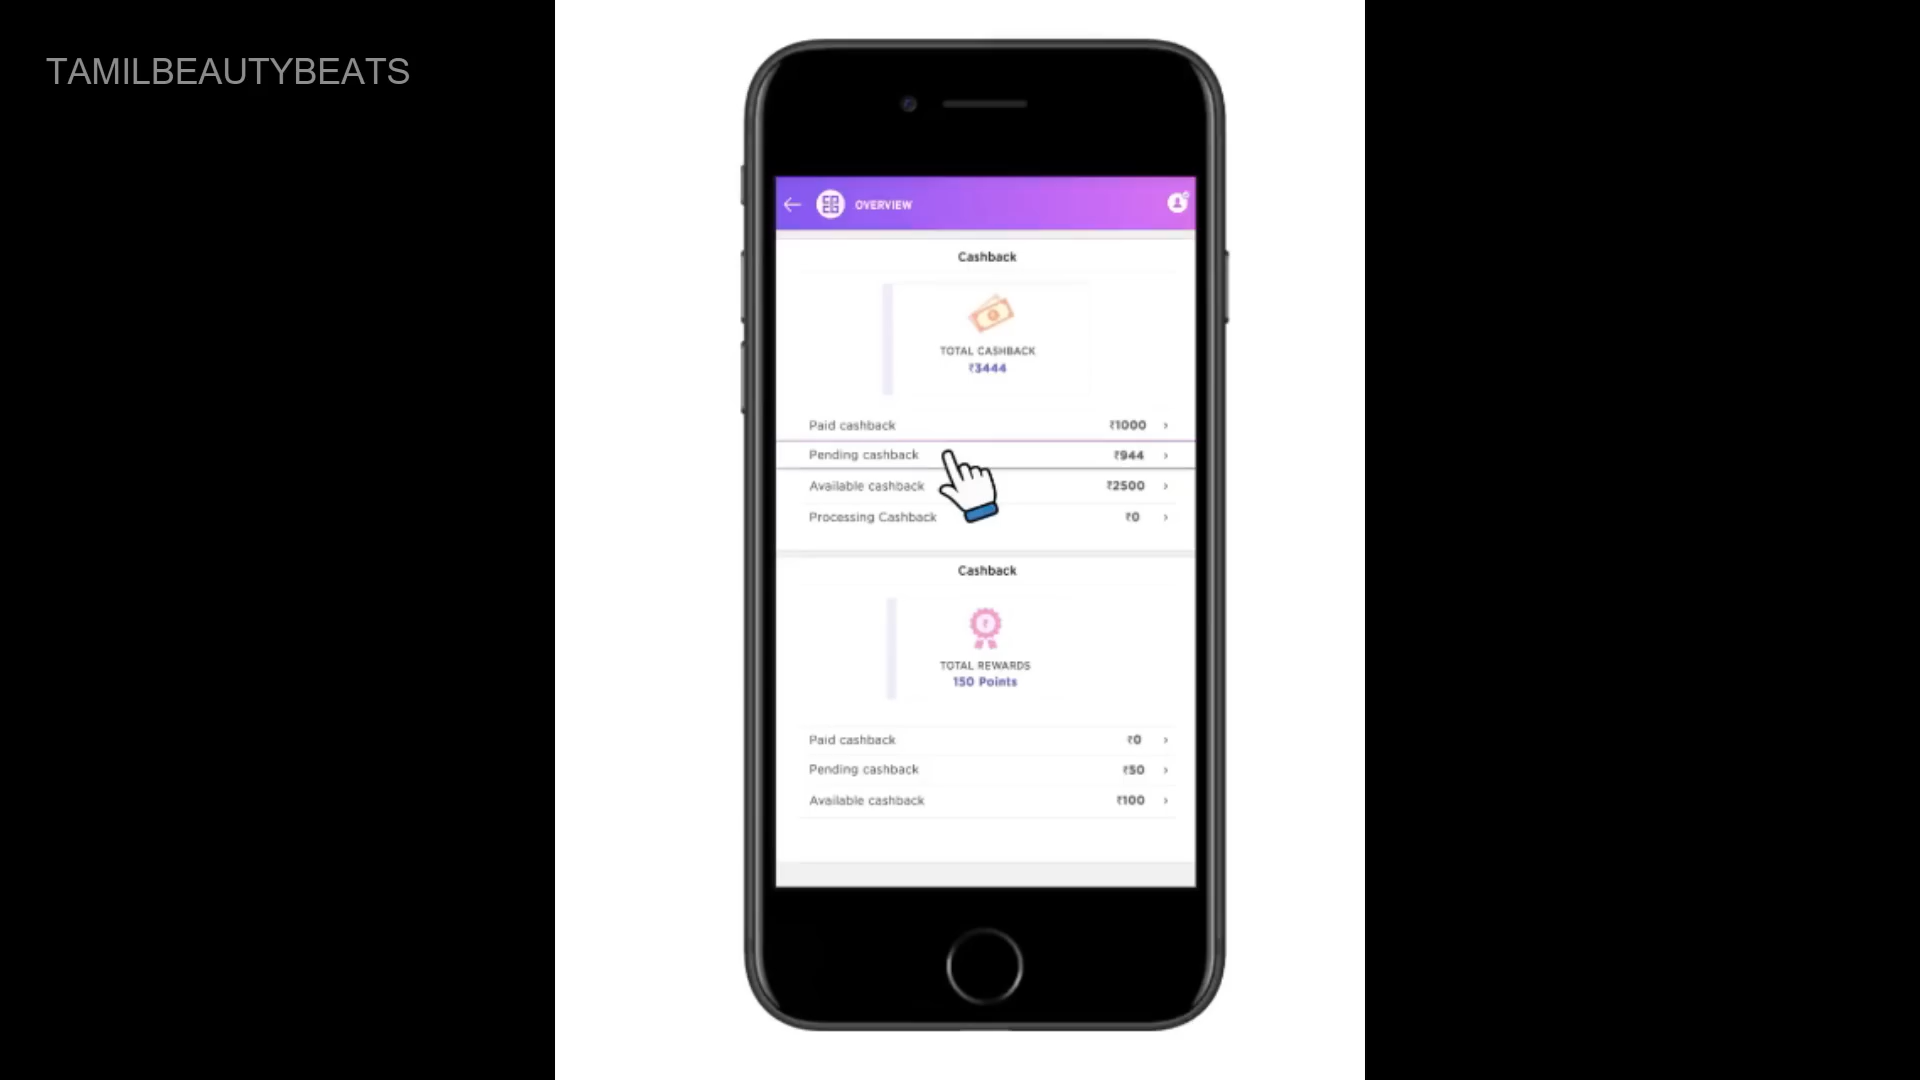 TAMILBEAUTYBEATS
OVERVIEW
Cashback
TOTAL CASHBACK
₹3444
Paid cashback ₹1000 ›
Pending cashback ₹944 ›
Available cashback ₹2500 ›
Processing Cashback ₹0 ›
Cashback
₹
TOTAL REWARDS
150 Points
Paid cashback ₹0 ›
Pending cashback ₹50 ›
Available cashback ₹100 ›